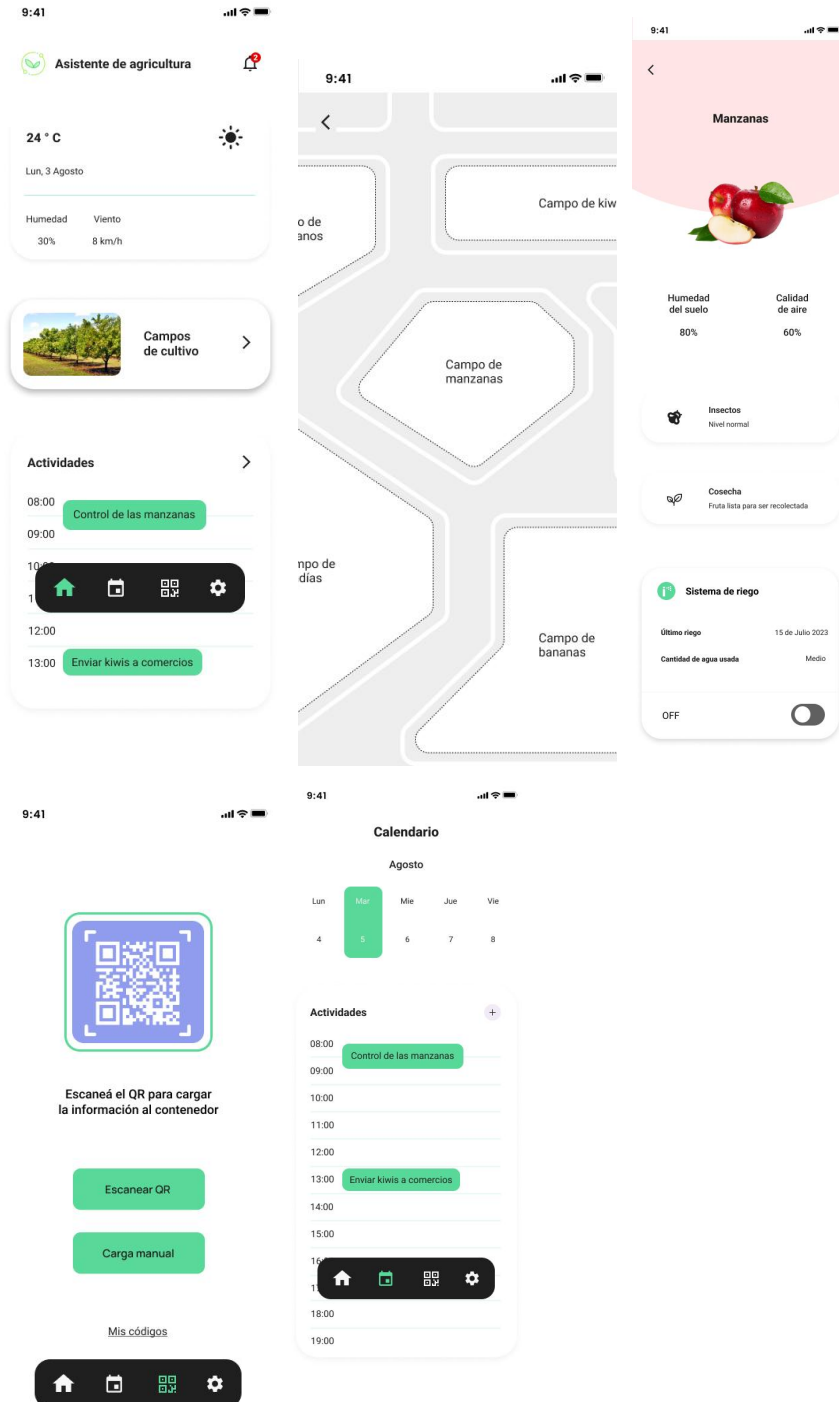 9:41
Asistente de agricultura
2
24 ° C
Lun, 3 Agosto
Humedad Viento
30% 8 km/h
Campos
de cultivo
Actividades
08:00
Control de las manzanas
09:00
12:00
13:00 Enviar kiwis a comercios
9:41
o de
anos
Campo de kiw
Campo de
manzanas
mpo de
días
Campo de
bananas
9:41
Manzanas
Humedad
del suelo
80%
Calidad
de aire
60%
Insectos
Nivel normal
Cosecha
Fruta lista para ser recolectada
Sistema de riego
Último riego 15 de Julio 2023
Cantidad de agua usada Medio
OFF
9:41
Escaneá el QR para cargar
la información al contenedor
Escanear QR
Carga manual
Mis códigos
9:41
Calendario
Agosto
Lun Mar Mie Jue Vie
4 5 6 7 8
Actividades +
08:00
Control de las manzanas
09:00
10:00
11:00
12:00
13:00 Enviar kiwis a comercios
14:00
15:00
18:00
19:00